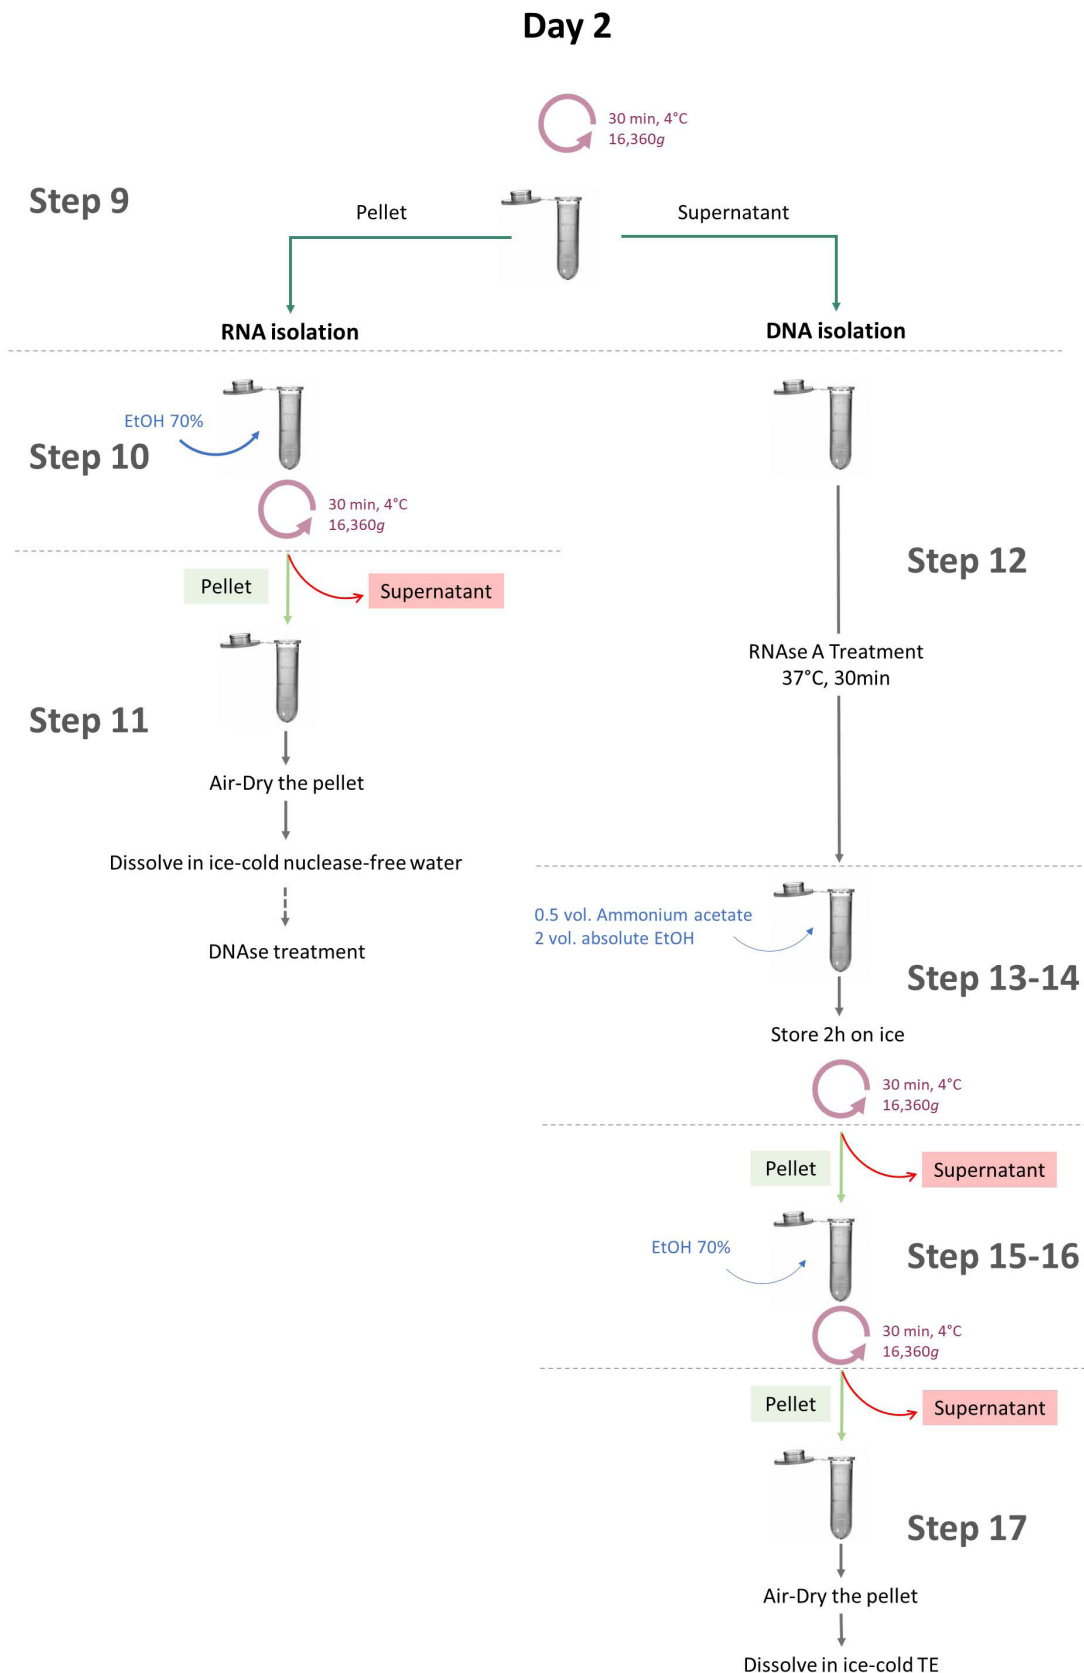 Day 2
30 min, 4°C
16,360g
Step 9
Pellet
Supernatant
RNA isolation
DNA isolation
EtOH 70%
Step 10
30 min, 4°C
16,360g
Step 12
Pellet
Supernatant
RNAse A Treatment
37°C, 30min
Step 11
Air-Dry the pellet
Dissolve in ice-cold nuclease-free water
DNAse treatment
0.5 vol. Ammonium acetate
2 vol. absolute EtOH
Step 13-14
Store 2h on ice
30 min, 4°C
16,360g
Pellet
Supernatant
EtOH 70%
Step 15-16
30 min, 4°C
16,360g
Pellet
Supernatant
Step 17
Air-Dry the pellet
Dissolve in ice-cold TE